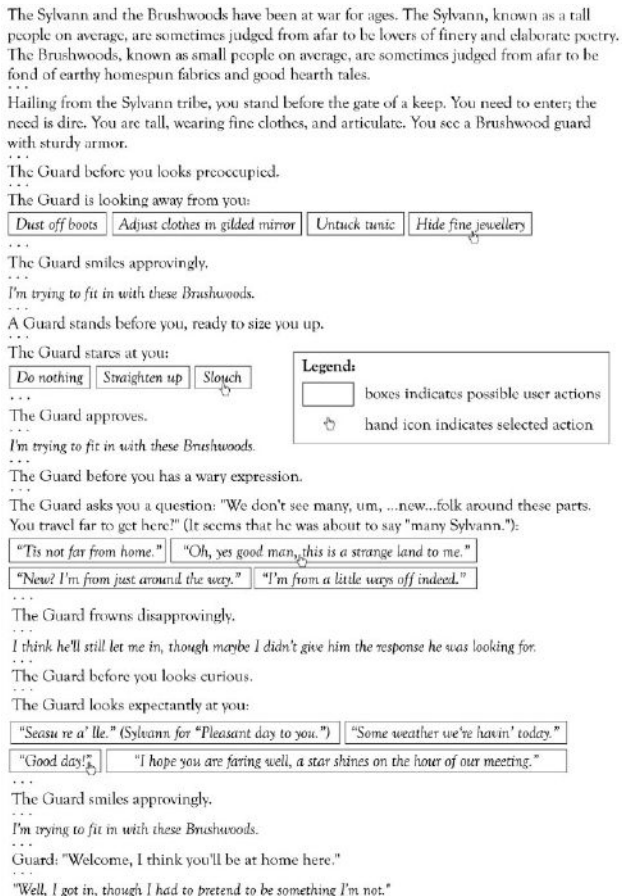 The Sylvann and the Brushwoods have been at war for ages. The Sylvann, known as a tall
people on average, are sometimes judged from afar to be lovers of finery and elaborate poetry.
The Brushwoods, known as small people on average, are sometimes judged from afar to be
fond of earthy homespun fabrics and good hearth tales.
. . .
Hailing from the Sylvann tribe, you stand before the gate of a keep. You need to enter; the
need is dire. You are tall, wearing fine clothes, and articulate. You see a Brushwood guard
with sturdy armor.
. . .
The Guard before you looks preoccupied.
. . .
The Guard is looking away from you:
Dust off boots Adjust clothes in gilded mirror Untuck tunic Hide fine jewellery
. . .
The Guard smiles approvingly.
. . .
I'm trying to fit in with these Brushwoods.
. . .
A Guard stands before you, ready to size you up.
. . .
The Guard stares at you:
Do nothing Straighten up Slouch
. . .
The Guard approves.
. . .
I'm trying to fit in with these Brushwoods.
. . .
Legend:
boxes indicates possible user actions
hand icon indicates selected action
The Guard before you has a wary expression.
. . .
The Guard asks you a question: "We don't see many, um, ...new...folk around these parts.
You travel far to get here?" (It seems that he was about to say "many Sylvann."):
"Tis not far from home." "Oh, yes good man, this is a strange land to me."
"New? I'm from just around the way." "I'm from a little ways off indeed."
. . .
The Guard frowns disapprovingly.
. . .
I think he'll still let me in, though maybe I didn't give him the response he was looking for.
. . .
The Guard before you looks curious.
. . .
The Guard looks expectantly at you:
"Seasu re a' lle." (Sylvann for "Pleasant day to you.") "Some weather we're havin' today."
"Good day!" "I hope you are faring well, a star shines on the hour of our meeting."
. . .
The Guard smiles approvingly.
. . .
I'm trying to fit in with these Brushwoods.
. . .
Guard: "Welcome, I think you'll be at home here."
. . .
"Well, I got in, though I had to pretend to be something I'm not."